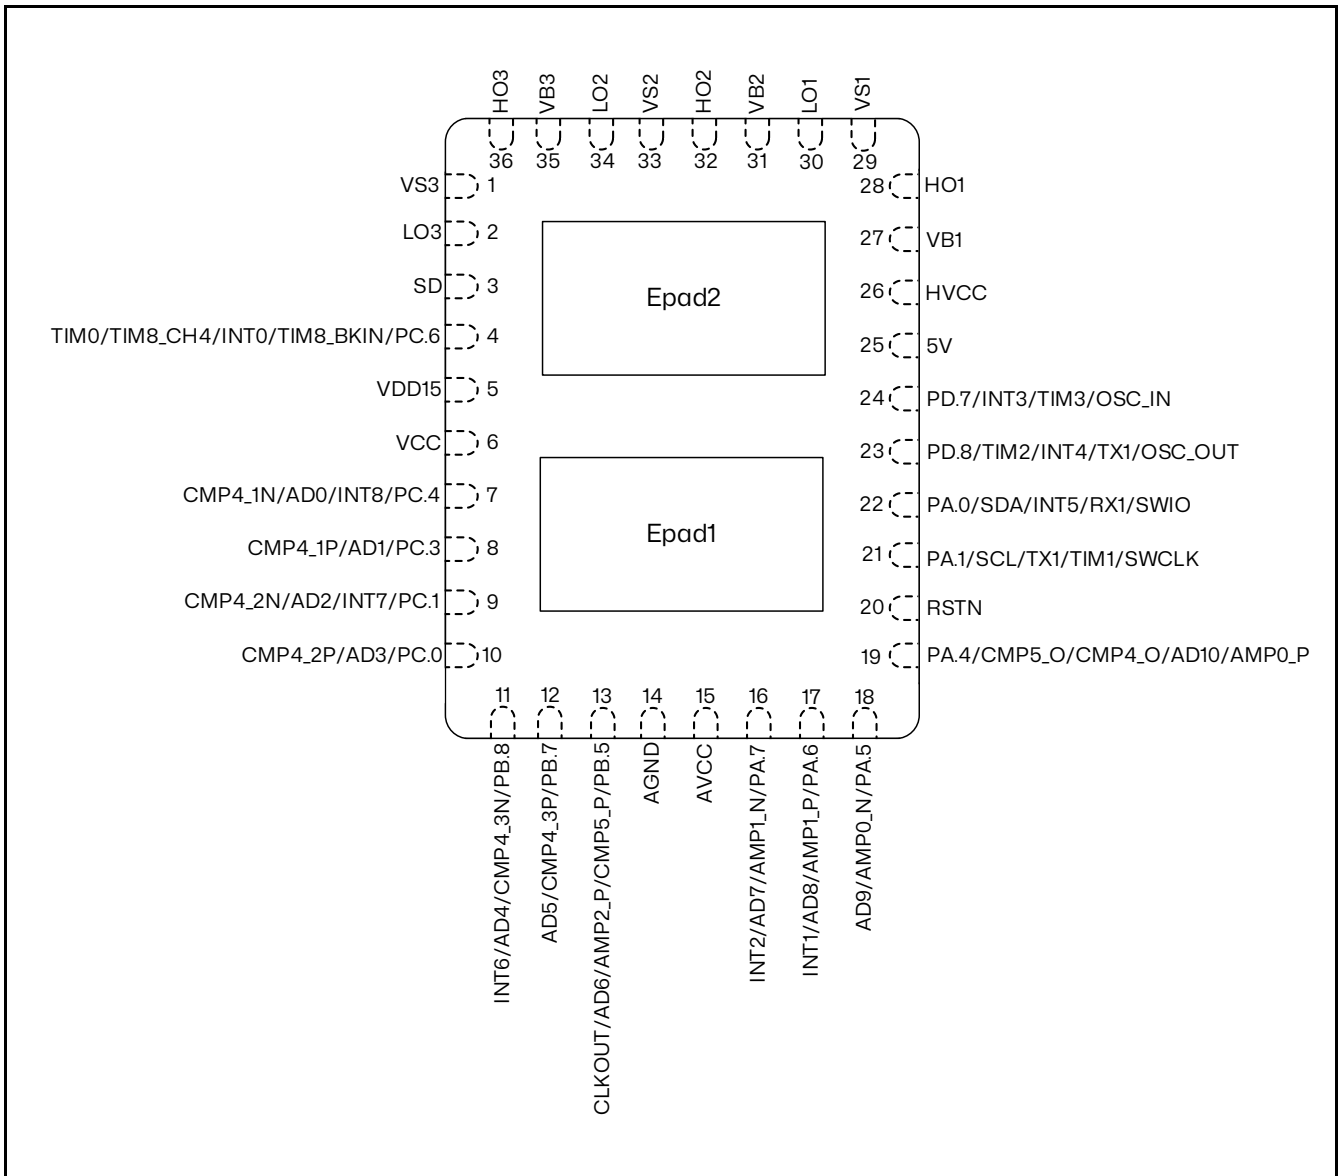 HO3
VB3
LO2
VS2
HO2
VB2
LO1
VS1
36
35
34
33
32
31
30
29
VS3
1
28
HO1
LO3
2
27
VB1
SD
3
26
HVCC
Epad2
TIM0/TIM8_CH4/INT0/TIM8_BKIN/PC.6
4
25
5V
VDD15
5
24
PD.7/INT3/TIM3/OSC_IN
VCC
6
23
PD.8/TIM2/INT4/TX1/OSC_OUT
CMP4_1N/AD0/INT8/PC.4
7
22
PA.0/SDA/INT5/RX1/SWIO
Epad1
CMP4_1P/AD1/PC.3
8
21
PA.1/SCL/TX1/TIM1/SWCLK
CMP4_2N/AD2/INT7/PC.1
9
20
RSTN
CMP4_2P/AD3/PC.0
10
19
PA.4/CMP5_O/CMP4_O/AD10/AMP0_P
11
12
13
14
15
16
17
18
INT6/AD4/CMP4_3N/PB.8
AD5/CMP4_3P/PB.7
CLKOUT/AD6/AMP2_P/CMP5_P/PB.5
AGND
AVCC
INT2/AD7/AMP1_N/PA.7
INT1/AD8/AMP1_P/PA.6
AD9/AMP0_N/PA.5